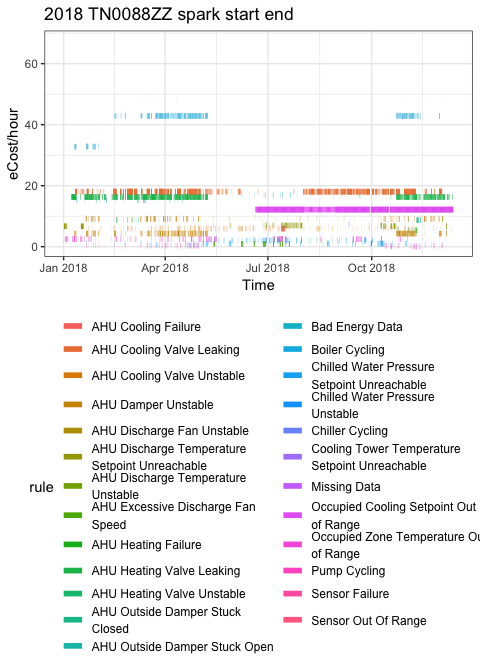 2018 TN0088ZZ spark start end
eCost/hour
60
40
20
0
Jan 2018
Apr 2018
Jul 2018
Oct 2018
Time
rule
AHU Cooling Failure
AHU Cooling Valve Leaking
AHU Cooling Valve Unstable
AHU Damper Unstable
AHU Discharge Fan Unstable
AHU Discharge Temperature
Setpoint Unreachable
AHU Discharge Temperature
Unstable
AHU Excessive Discharge Fan
Speed
AHU Heating Failure
AHU Heating Valve Leaking
AHU Heating Valve Unstable
AHU Outside Damper Stuck
Closed
AHU Outside Damper Stuck Open
Bad Energy Data
Boiler Cycling
Chilled Water Pressure
Setpoint Unreachable
Chilled Water Pressure
Unstable
Chiller Cycling
Cooling Tower Temperature
Setpoint Unreachable
Missing Data
Occupied Cooling Setpoint Out
of Range
Occupied Zone Temperature Ou
of Range
Pump Cycling
Sensor Failure
Sensor Out Of Range